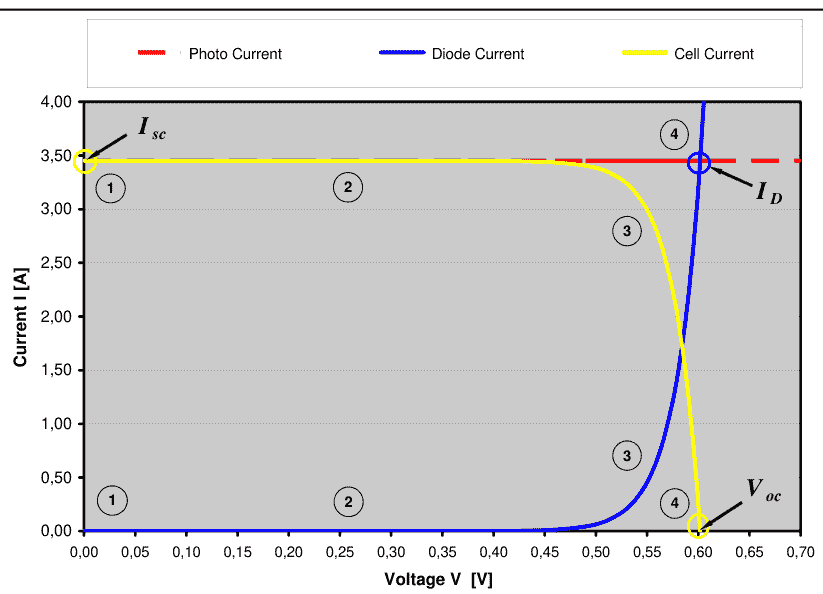 Photo Current Diode Current Cell Current
4,00
3,50
3,00
2,50
2,00
1,50
1,00
0,50
0,00
Current I [A]
I sc
4
1
2
I D
3
3
1
2
4
V oc
0,00 0,05 0,10 0,15 0,20 0,25 0,30 0,35 0,40 0,45 0,50 0,55 0,60 0,65 0,70
Voltage V [V]